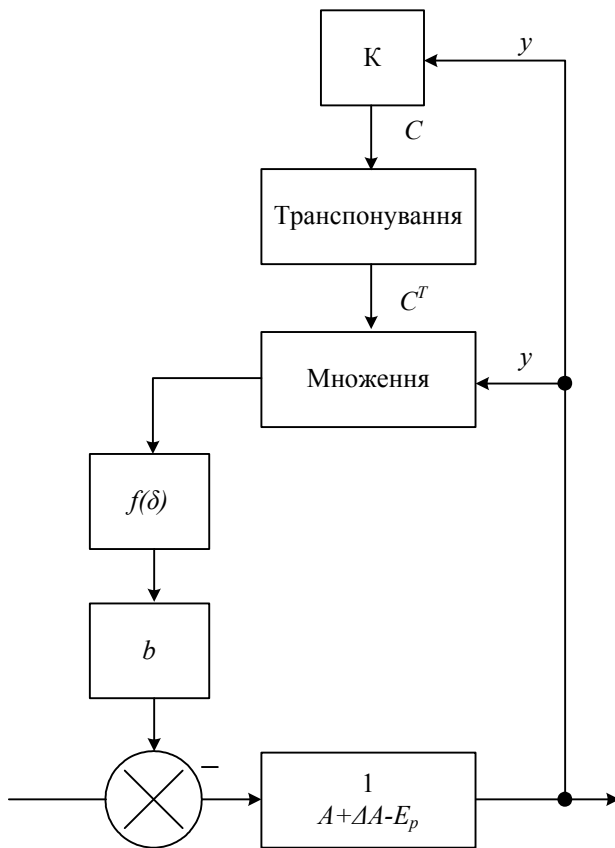 К
y
C
Транспонування
C^T
y
Множення
f(δ)
b
–
1
A+ΔA-E_p